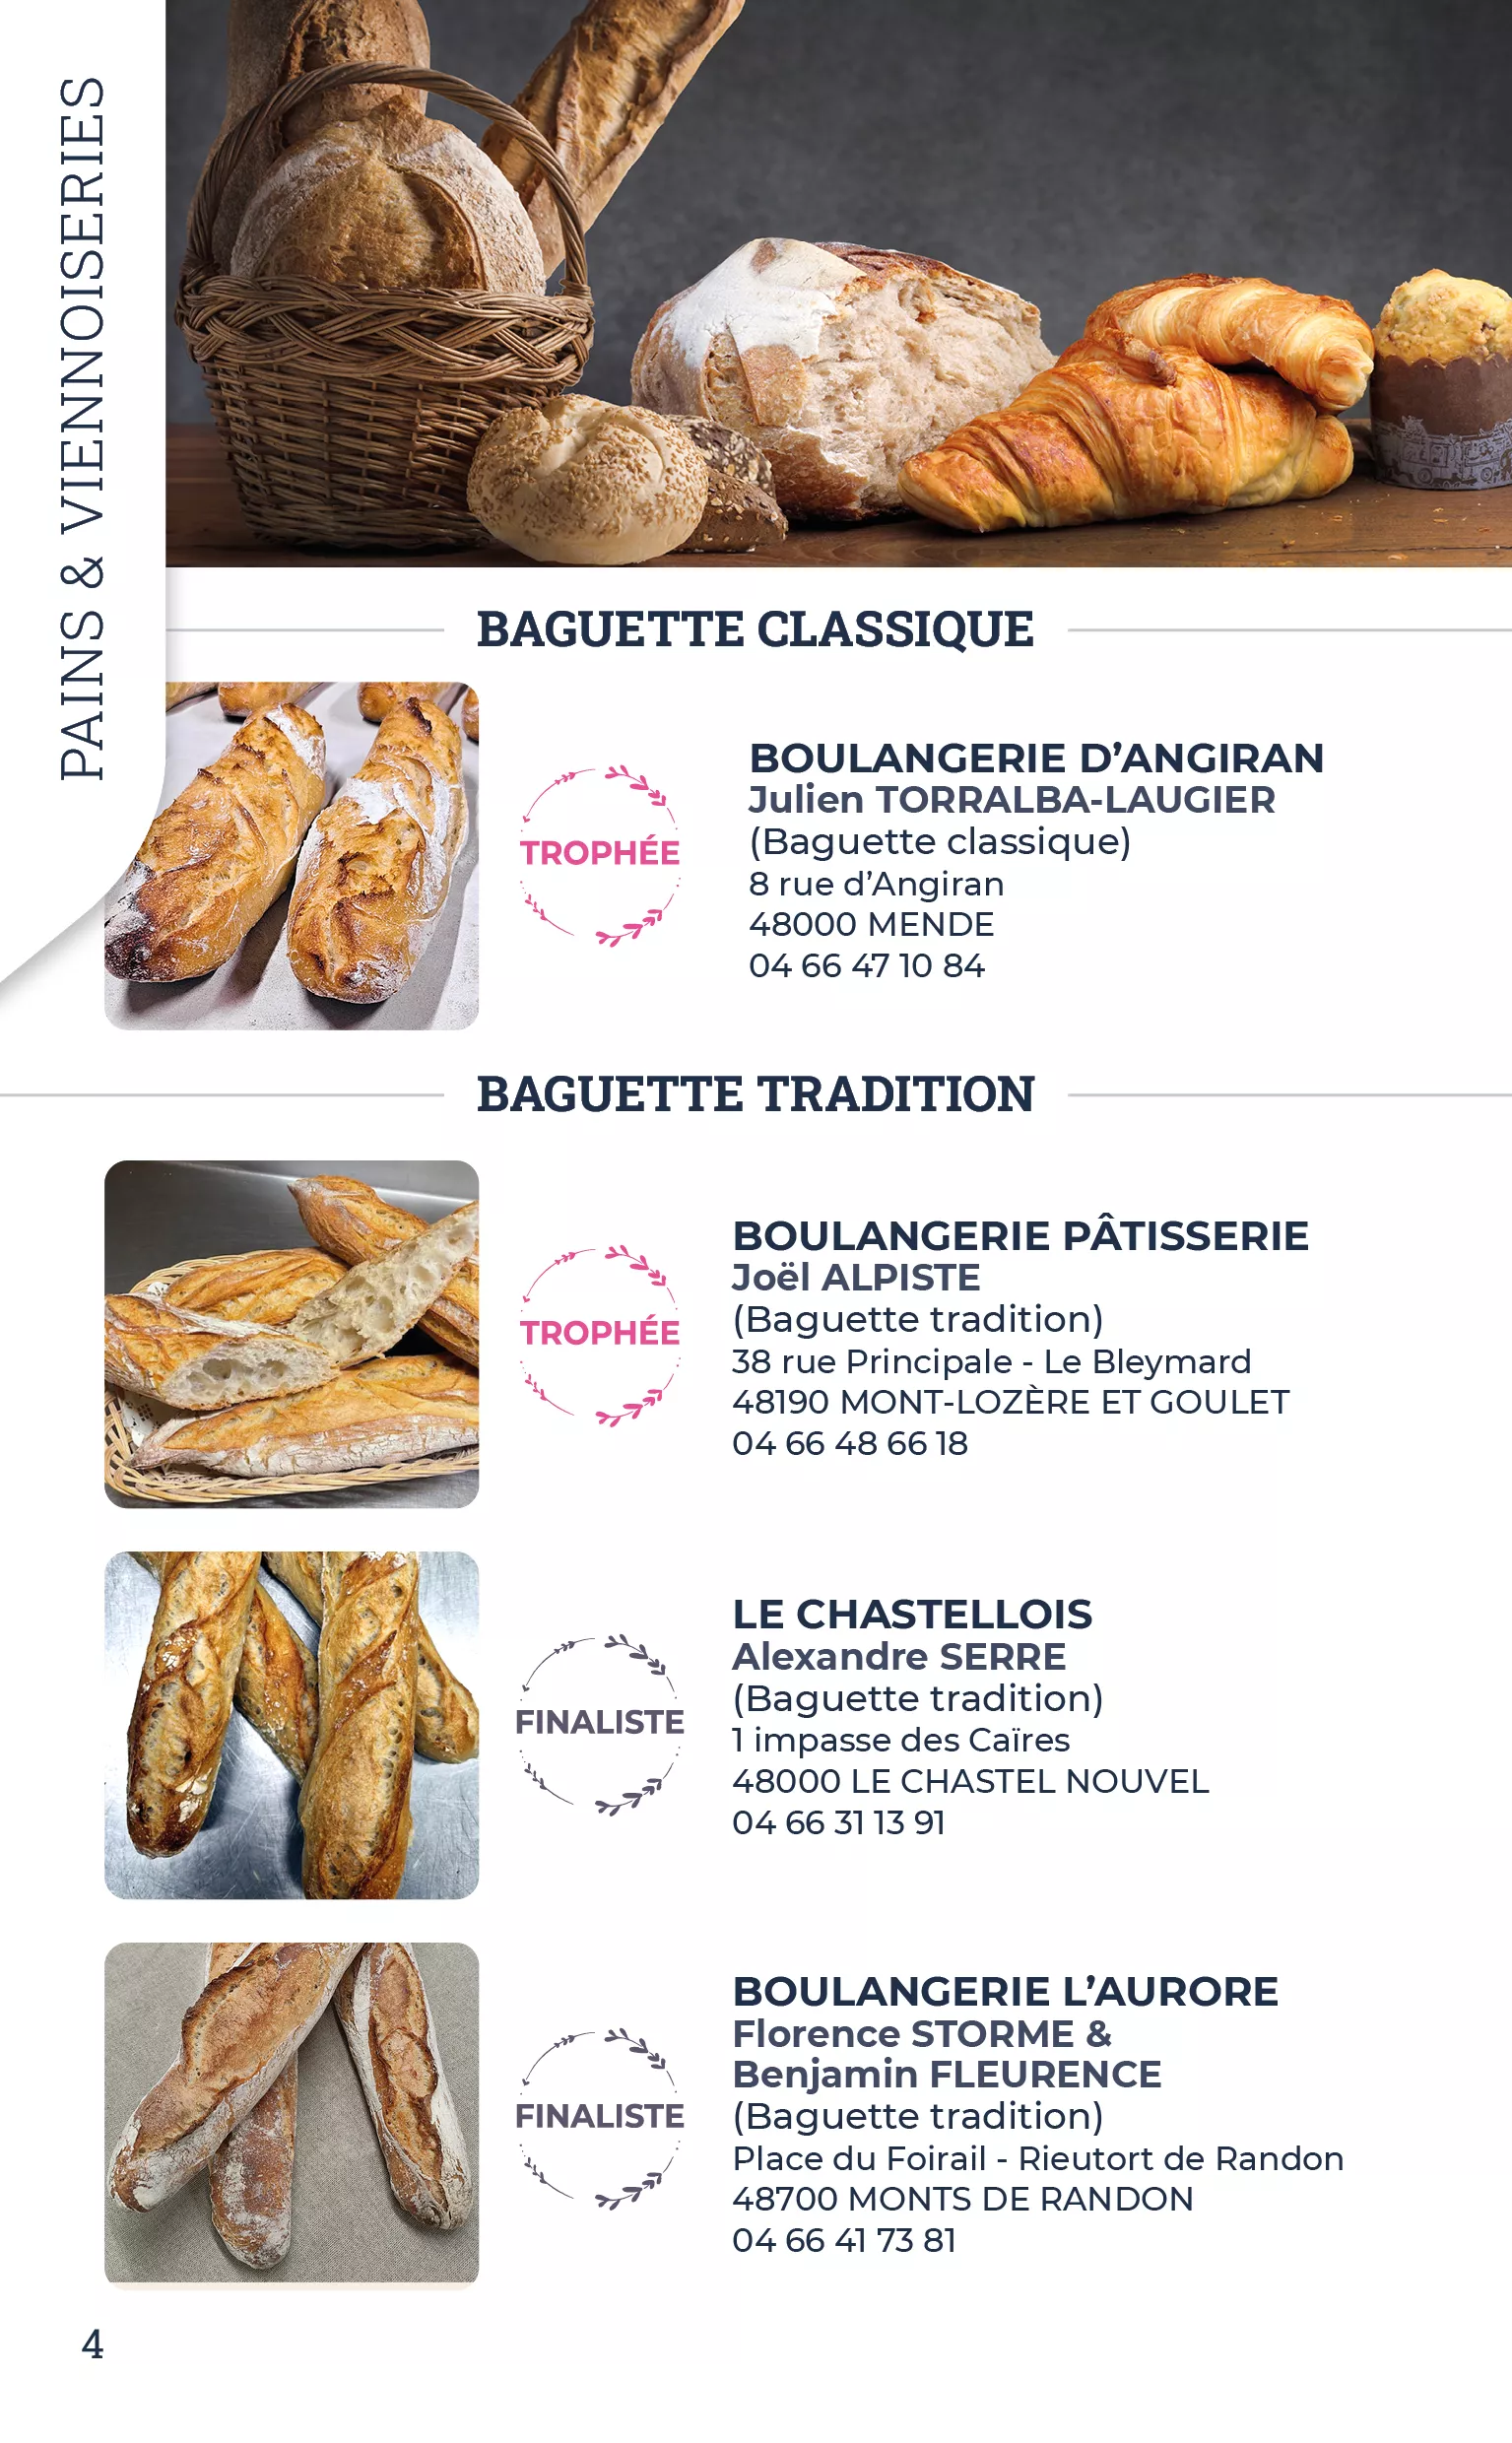 PAINS & VIENNOISERIES
BAGUETTE CLASSIQUE
TROPHÉE
BOULANGERIE D’ANGIRAN
Julien TORRALBA-LAUGIER
(Baguette classique)
8 rue d’Angiran
48000 MENDE
04 66 47 10 84
BAGUETTE TRADITION
TROPHÉE
BOULANGERIE PÂTISSERIE
Joël ALPISTE
(Baguette tradition)
38 rue Principale - Le Bleymard
48190 MONT-LOZÈRE ET GOULET
04 66 48 66 18
FINALISTE
LE CHASTELLOIS
Alexandre SERRE
(Baguette tradition)
1 impasse des Caïres
48000 LE CHASTEL NOUVEL
04 66 31 13 91
FINALISTE
BOULANGERIE L’AURORE
Florence STORME &
Benjamin FLEURENCE
(Baguette tradition)
Place du Foirail - Rieutort de Randon
48700 MONTS DE RANDON
04 66 41 73 81
4